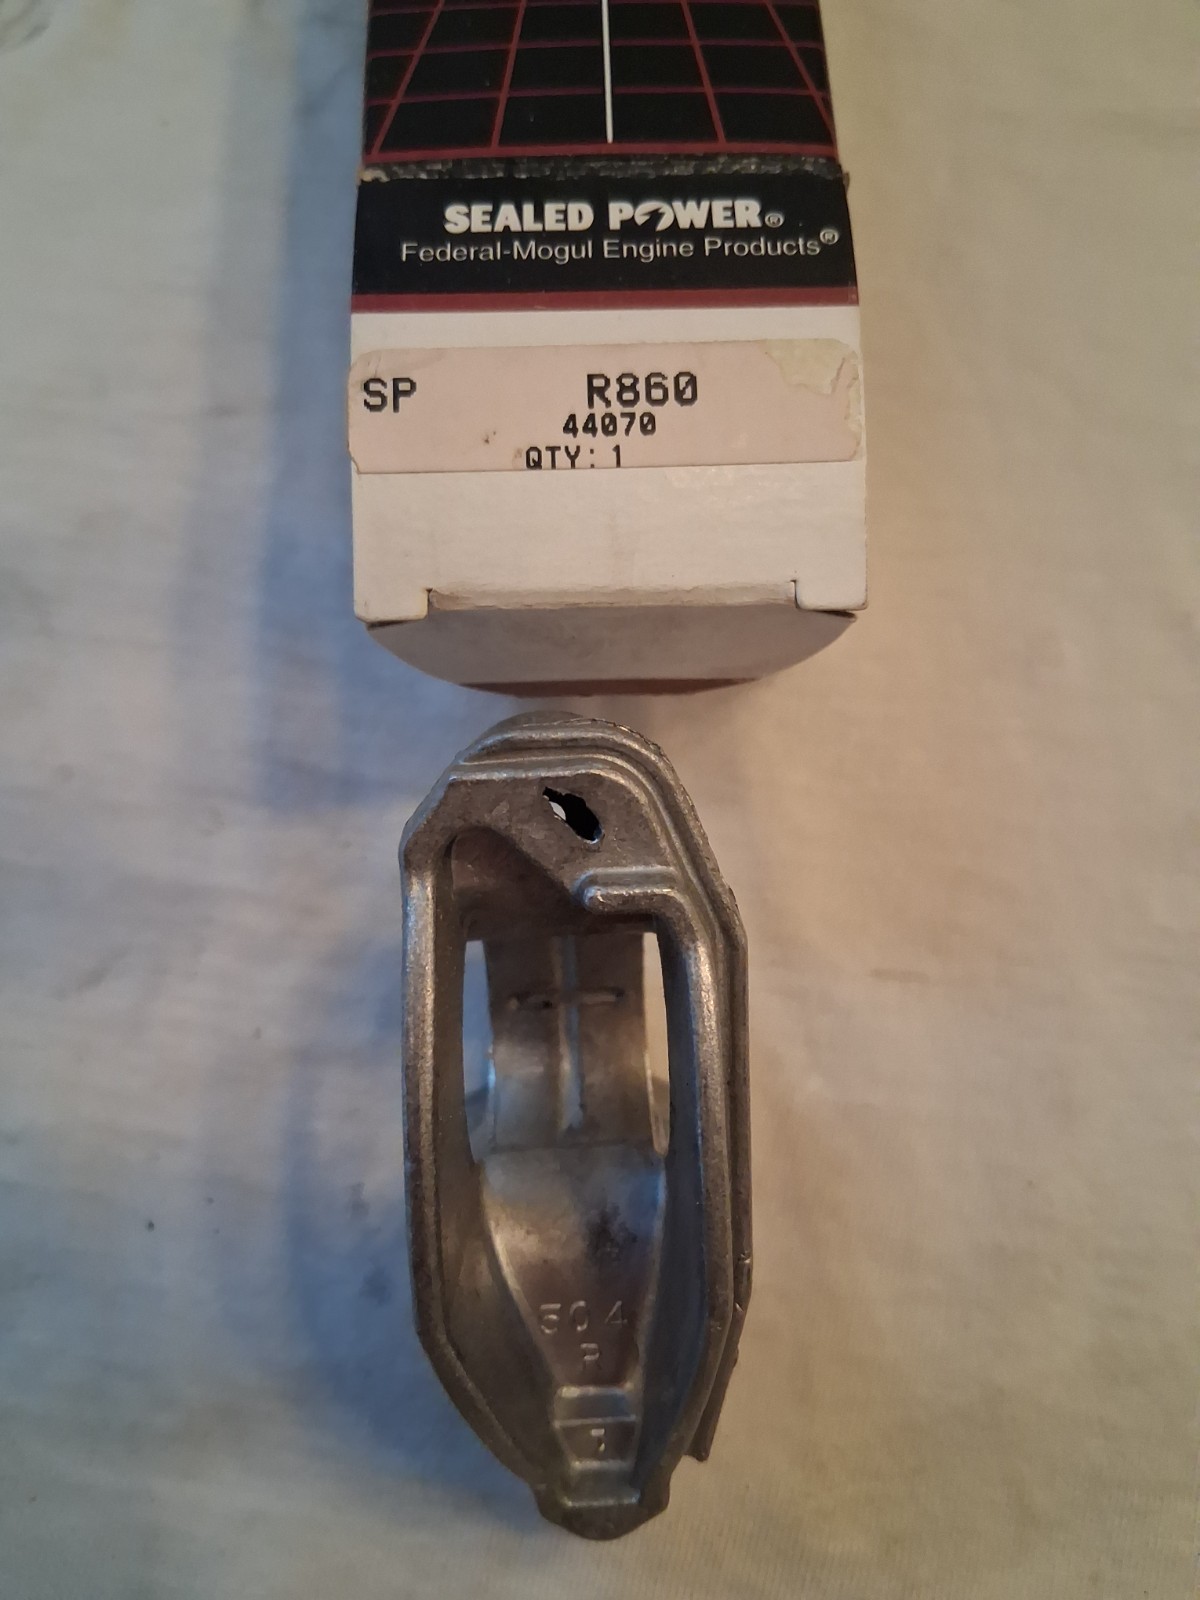 SEALED POWER®
Federal-Mogul Engine Products®
SP R860
44070
QTY: 1
504
R